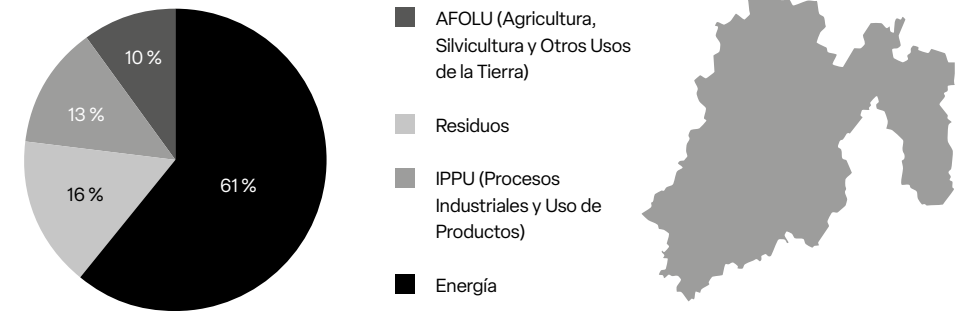 10 %
13 %
16 %
61 %
AFOLU (Agricultura,
Silvicultura y Otros Usos
de la Tierra)
Residuos
IPPU (Procesos
Industriales y Uso de
Productos)
Energía